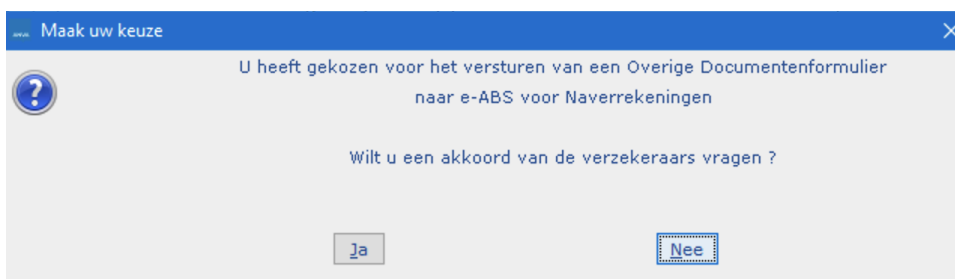 Maak uw keuze
U heeft gekozen voor het versturen van een Overige Documentenformulier
naar e-ABS voor Naverrekeningen
Wilt u een akkoord van de verzekeraars vragen ?
Ja
Nee